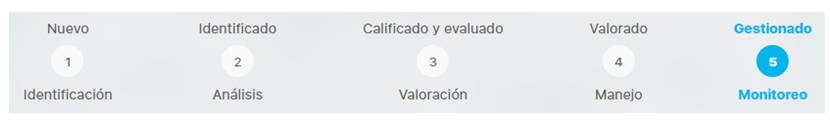 Nuevo Identificado Calificado y evaluado Valorado Gestionado
1 2 3 4 5
Identificación Análisis Valoración Manejo Monitoreo